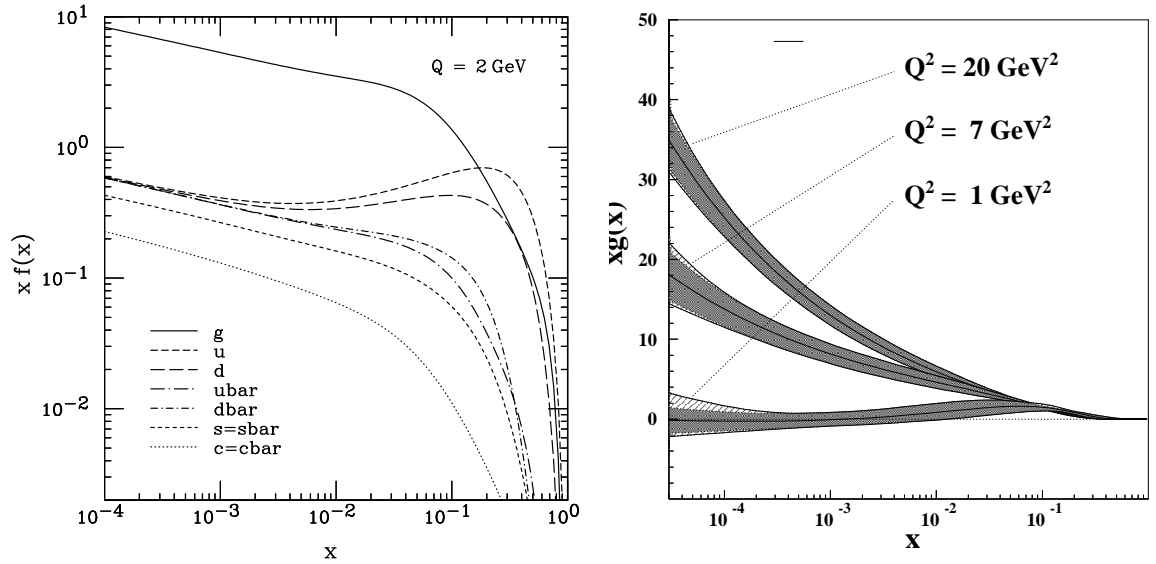 10^1
10^0
10^-1
10^-2
x f(x)
Q = 2 GeV
g
u
d
ubar
dbar
s=sbar
c=cbar
10^-4
10^-3
10^-2
10^-1
10^0
x
50
40
30
20
10
0
xg(x)
Q^2 = 20 GeV^2
Q^2 = 7 GeV^2
Q^2 = 1 GeV^2
10^-4
10^-3
10^-2
10^-1
x